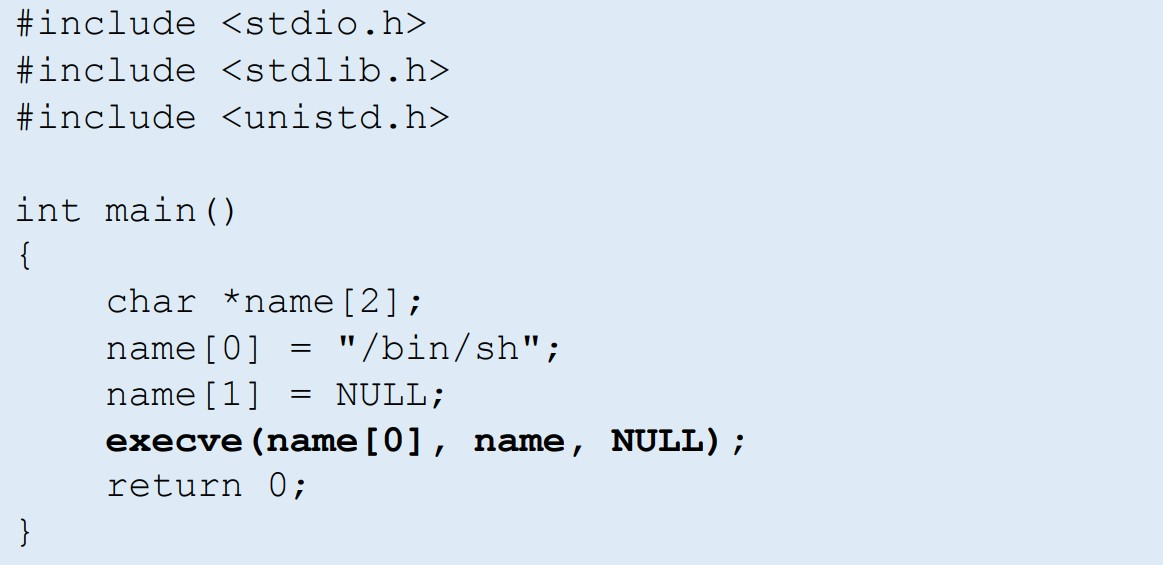 #include <stdio.h>
#include <stdlib.h>
#include <unistd.h>
int main()
{
char *name[2];
name[0] = "/bin/sh";
name[1] = NULL;
execve(name[0], name, NULL);
return 0;
}